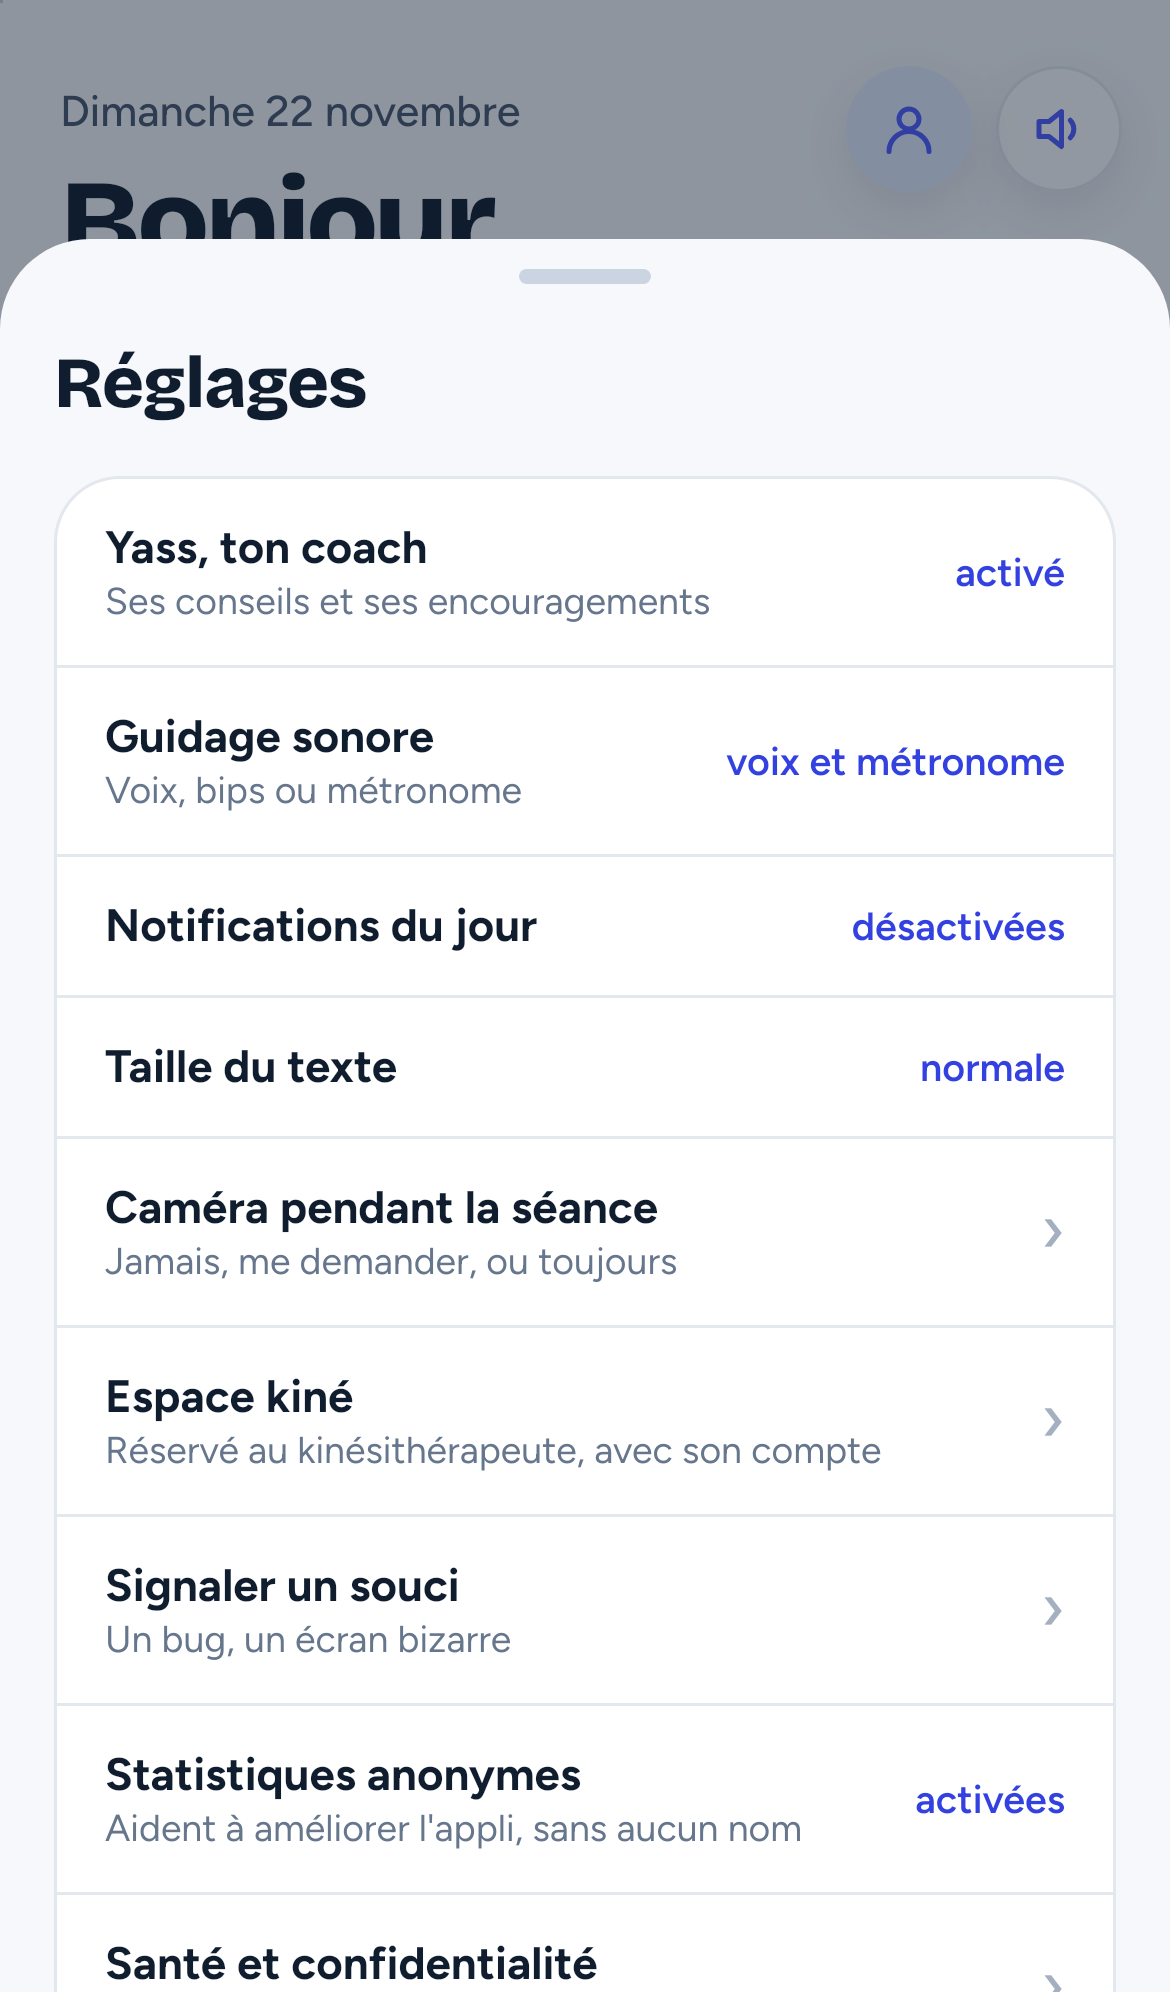 Dimanche 22 novembre
Bonjour
Réglages
Yass, ton coach
Ses conseils et ses encouragements
activé
Guidage sonore
Voix, bips ou métronome
voix et métronome
Notifications du jour
désactivées
Taille du texte
normale
Caméra pendant la séance
Jamais, me demander, ou toujours
Espace kiné
Réservé au kinésithérapeute, avec son compte
Signaler un souci
Un bug, un écran bizarre
Statistiques anonymes
Aident à améliorer l'appli, sans aucun nom
activées
Santé et confidentialité